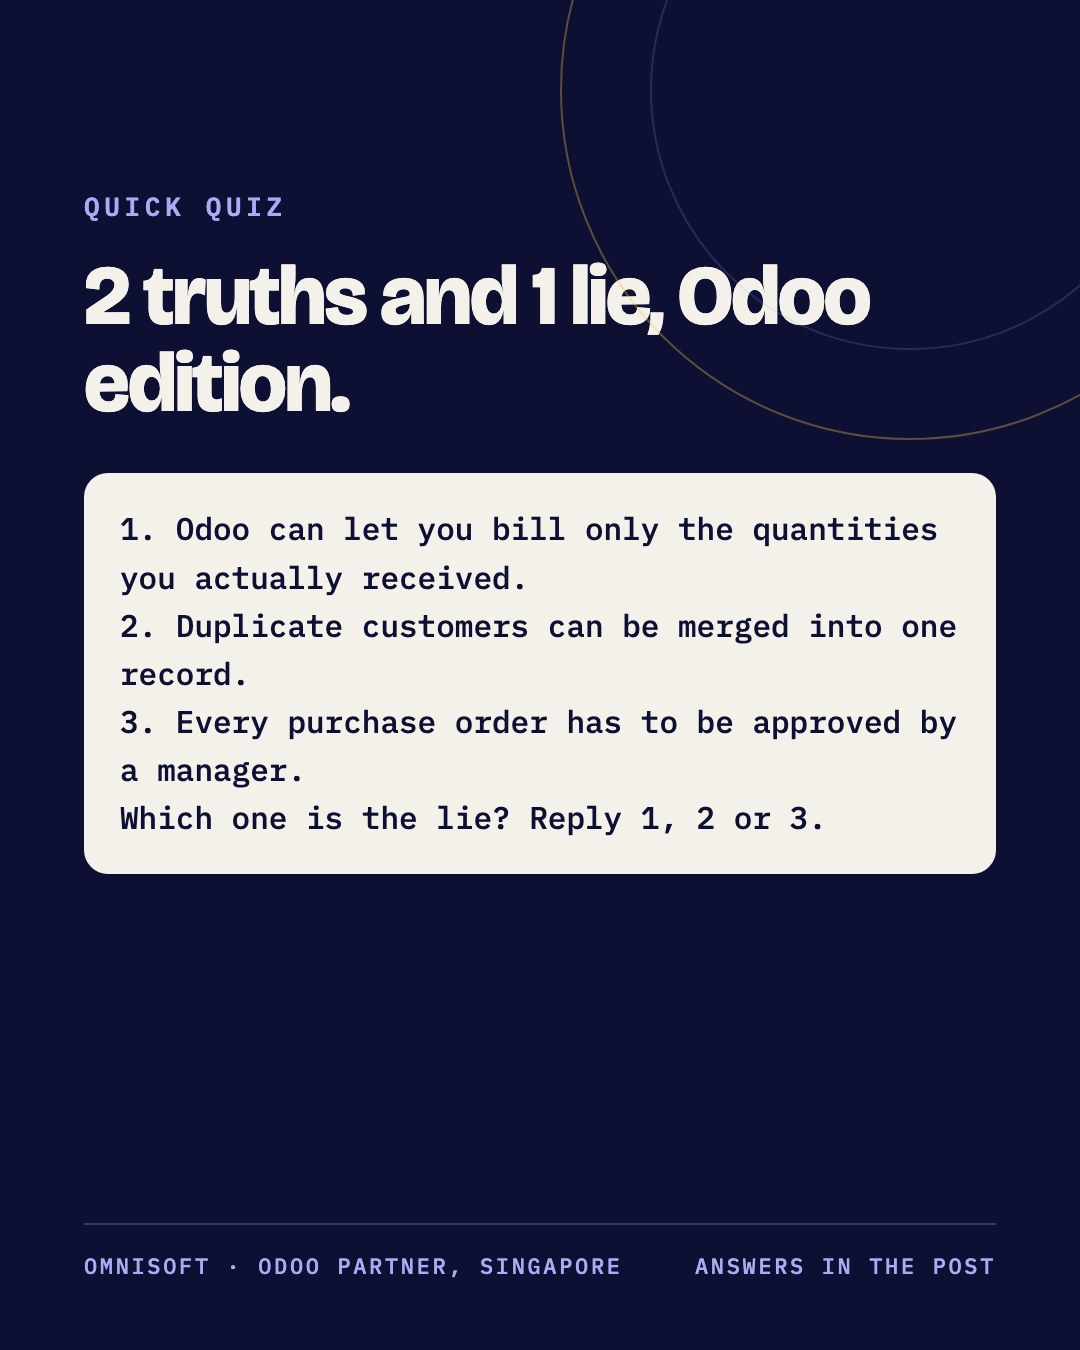 QUICK QUIZ
2 truths and 1 lie, Odoo
edition.
1. Odoo can let you bill only the quantities
you actually received.
2. Duplicate customers can be merged into one
record.
3. Every purchase order has to be approved by
a manager.
Which one is the lie? Reply 1, 2 or 3.
OMNISOFT · ODOO PARTNER, SINGAPORE
ANSWERS IN THE POST